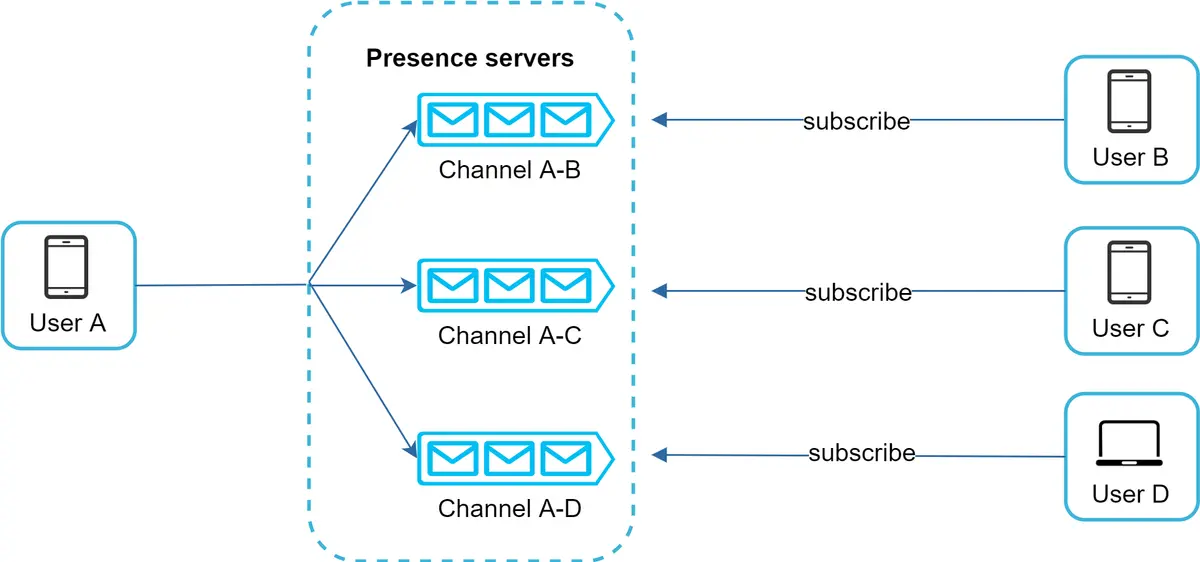 Presence servers
Channel A-B
subscribe
User B
User A
Channel A-C
subscribe
User C
Channel A-D
subscribe
User D